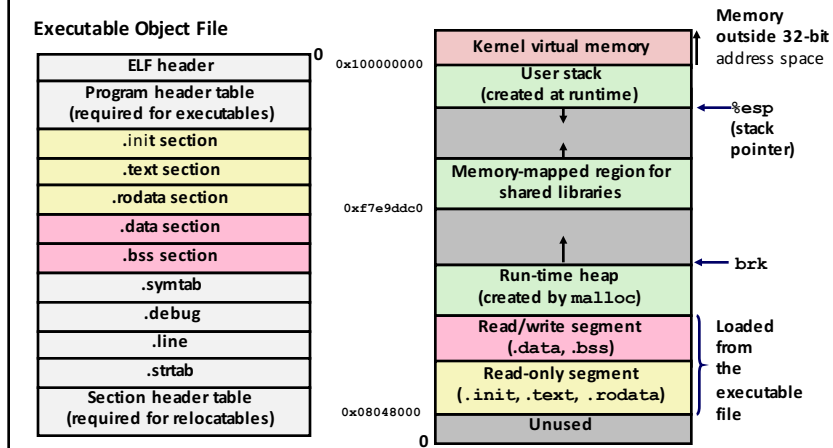 Executable Object File
0
ELF header
Program header table
(required for executables)
.init section
.text section
.rodata section
.data section
.bss section
.symtab
.debug
.line
.strtab
Section header table
(required for relocatables)
0x100000000
0xf7e9ddc0
0x08048000
0
Kernel virtual memory
User stack
(created at runtime)
Memory-mapped region for
shared libraries
Run-time heap
(created by malloc)
Read/write segment
(.data, .bss)
Read-only segment
(.init, .text, .rodata)
Unused
Memory
outside 32-bit
address space
%esp
(stack
pointer)
brk
Loaded
from
the
executable
file